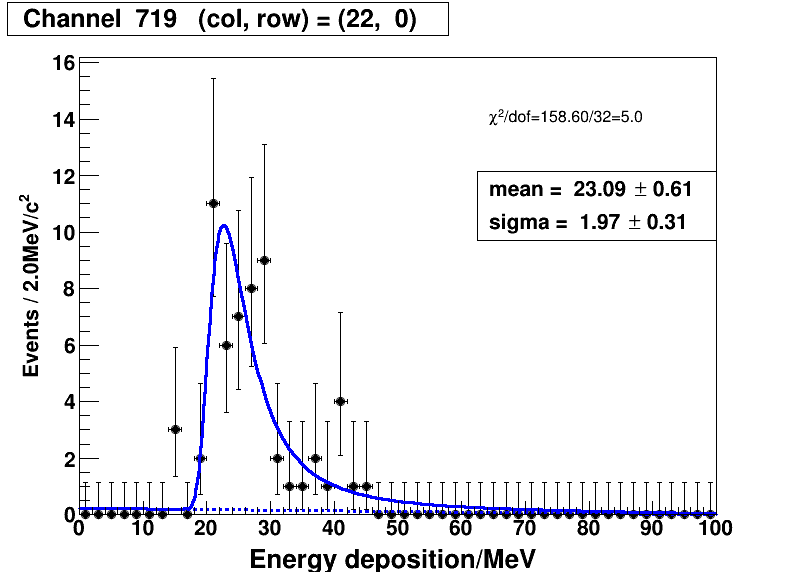 Channel 719 (col, row) = (22, 0)
χ²/dof=158.60/32=5.0
mean = 23.09 ± 0.61
sigma = 1.97 ± 0.31
Events / 2.0MeV/c²
16
14
12
10
8
6
4
2
0
0 10 20 30 40 50 60 70 80 90 100
Energy deposition/MeV